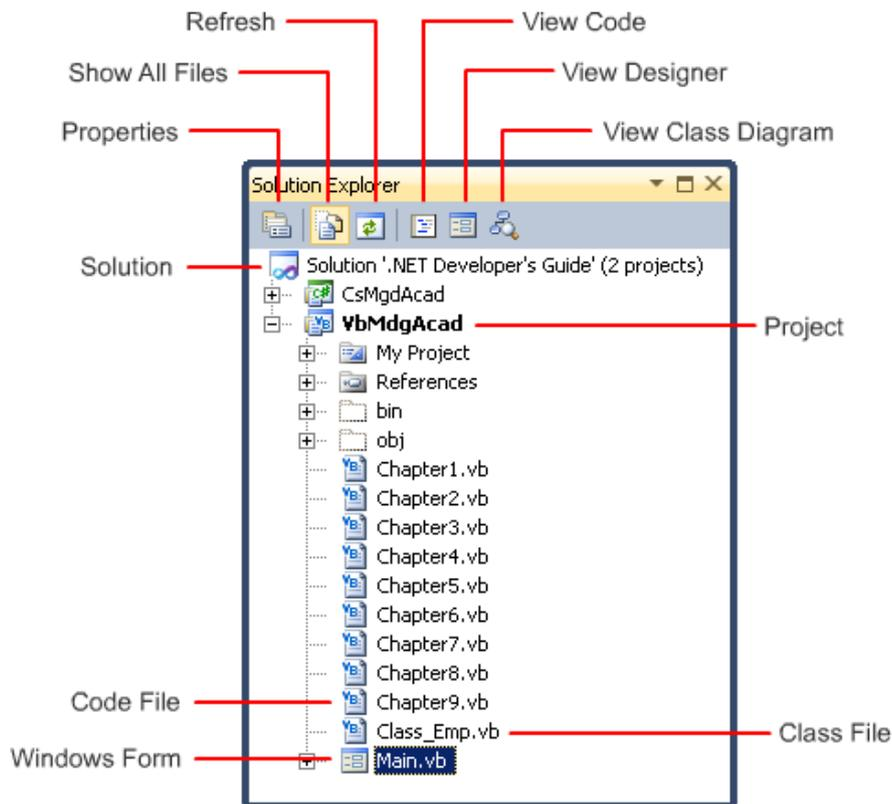 Refresh
View Code
Show All Files
View Designer
Properties
View Class Diagram
Solution Explorer
Solution
Solution '.NET Developer's Guide' (2 projects)
CsMgdAcad
VbMdgAcad
Project
My Project
References
bin
obj
Chapter1.vb
Chapter2.vb
Chapter3.vb
Chapter4.vb
Chapter5.vb
Chapter6.vb
Chapter7.vb
Chapter8.vb
Code File
Chapter9.vb
Class_Emp.vb
Class File
Windows Form
Main.vb